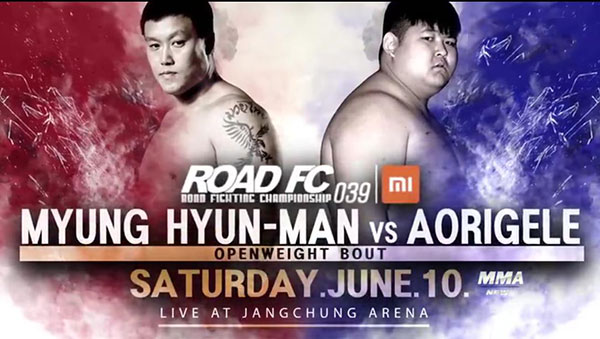 ROAD FC 039
ROAD FIGHTING CHAMPIONSHIP
mi
MYUNG HYUN-MAN vs AORIGELE
OPENWEIGHT BOUT
SATURDAY.JUNE.10.
MMA
LIVE AT JANGCHUNG ARENA